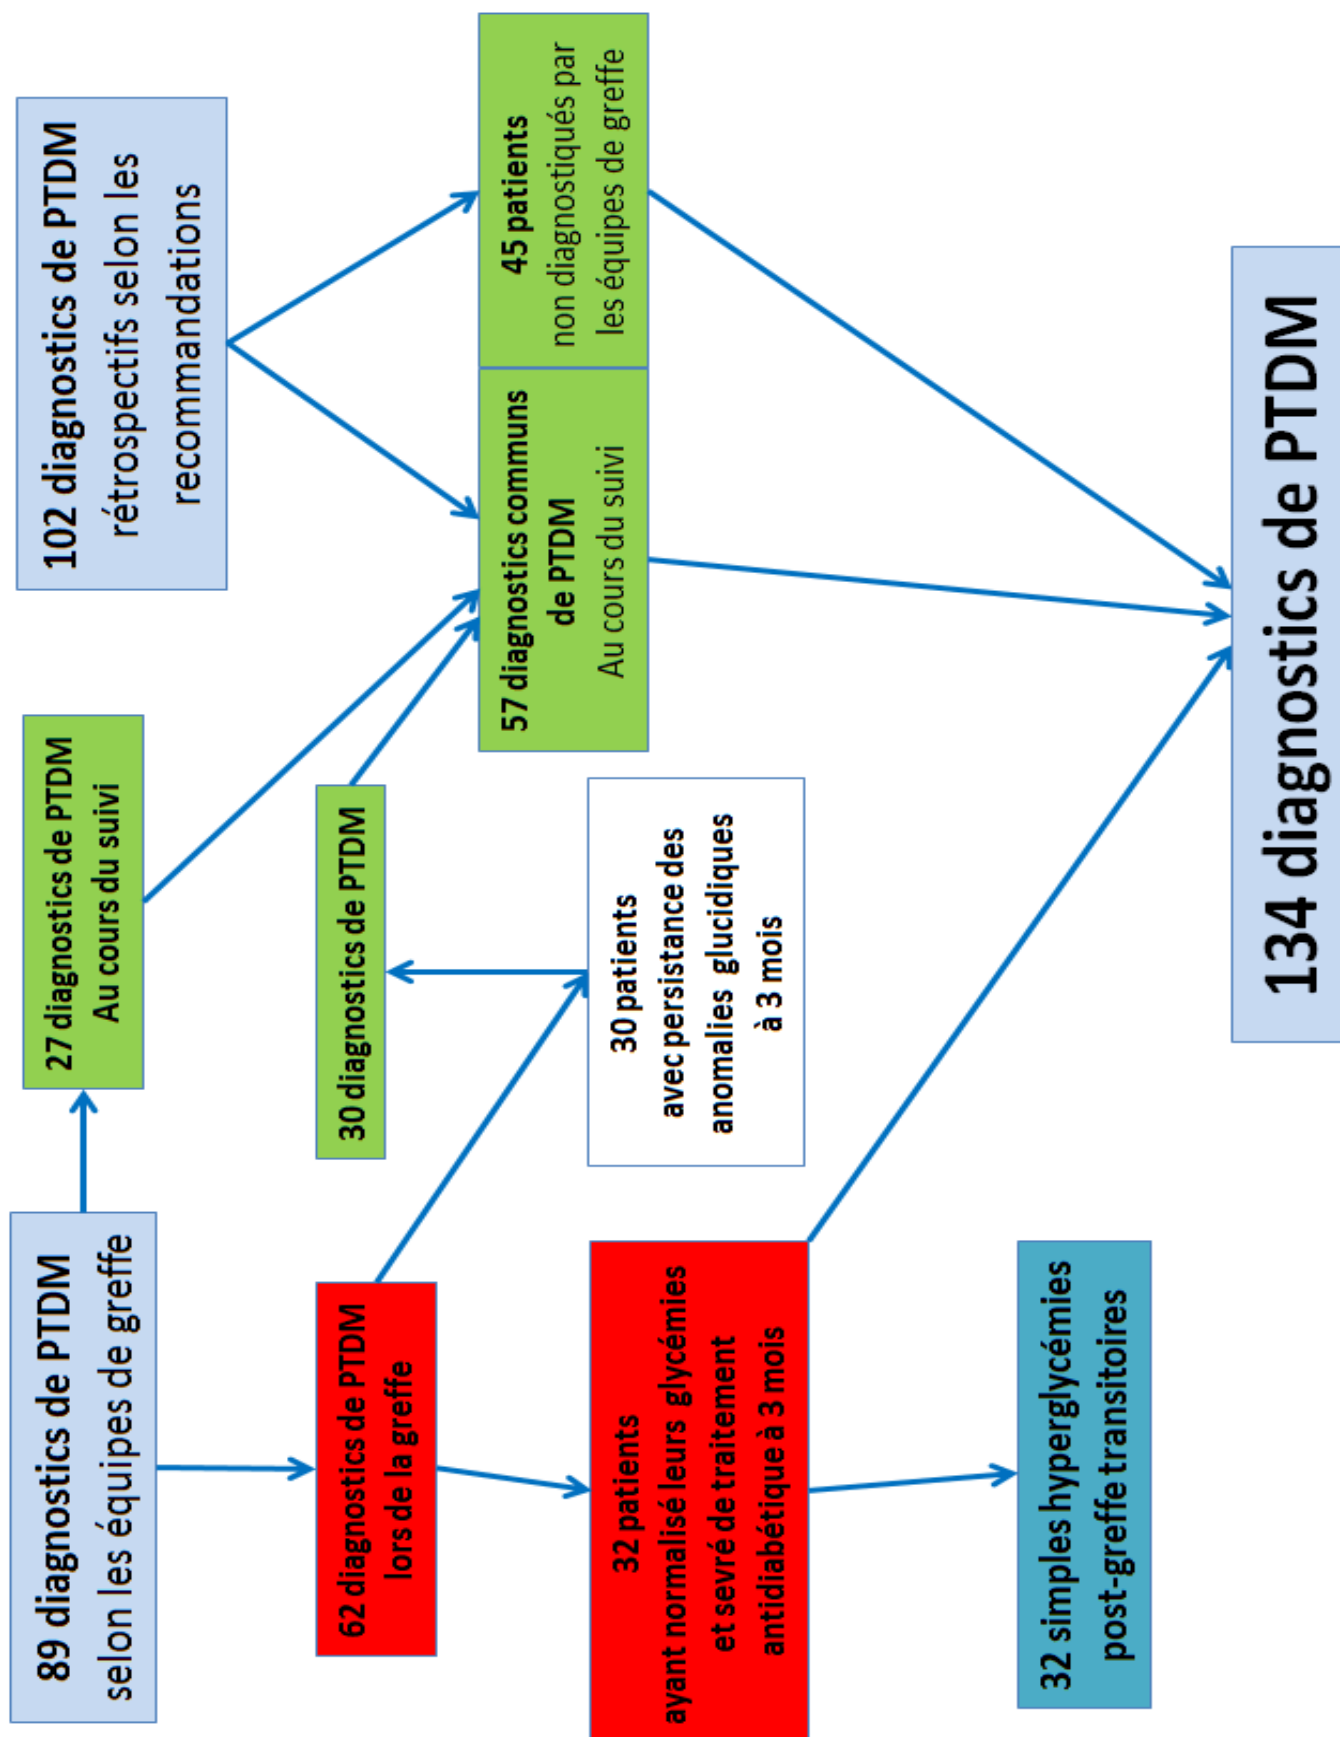 89 diagnostics de PTDM
selon les équipes de greffe
27 diagnostics de PTDM
Au cours du suivi
102 diagnostics de PTDM
rétrospectifs selon les
recommandations
62 diagnostics de PTDM
lors de la greffe
30 diagnostics de PTDM
57 diagnostics communs
de PTDM
Au cours du suivi
45 patients
non diagnostiqués par
les équipes de greffe
32 patients
ayant normalisé leurs glycémies
et sevré de traitement
antidiabétique à 3 mois
30 patients
avec persistance des
anomalies glucidiques
à 3 mois
32 simples hyperglycémies
post-greffe transitoires
134 diagnostics de PTDM